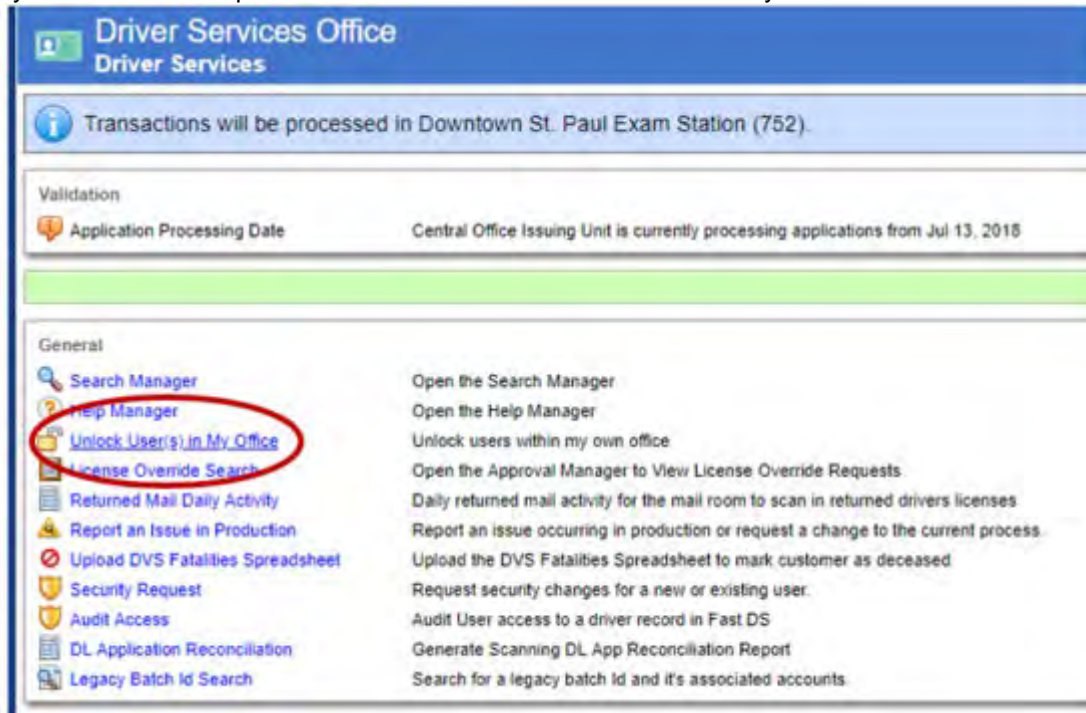 Driver Services Office
Driver Services
Transactions will be processed in Downtown St. Paul Exam Station (752).
Validation
Application Processing Date Central Office Issuing Unit is currently processing applications from Jul 13, 2018
General
Search Manager Open the Search Manager
Help Manager Open the Help Manager
Unlock User(s) in My Office Unlock users within my own office
License Override Search Open the Approval Manager to View License Override Requests
Returned Mail Daily Activity Daily returned mail activity for the mail room to scan in returned drivers licenses
Report an Issue in Production Report an issue occurring in production or request a change to the current process.
Upload DVS Fatalities Spreadsheet Upload the DVS Fatalities Spreadsheet to mark customer as deceased
Security Request Request security changes for a new or existing user.
Audit Access Audit User access to a driver record in Fast DS
DL Application Reconciliation Generate Scanning DL App Reconciliation Report
Legacy Batch Id Search Search for a legacy batch Id and it's associated accounts.